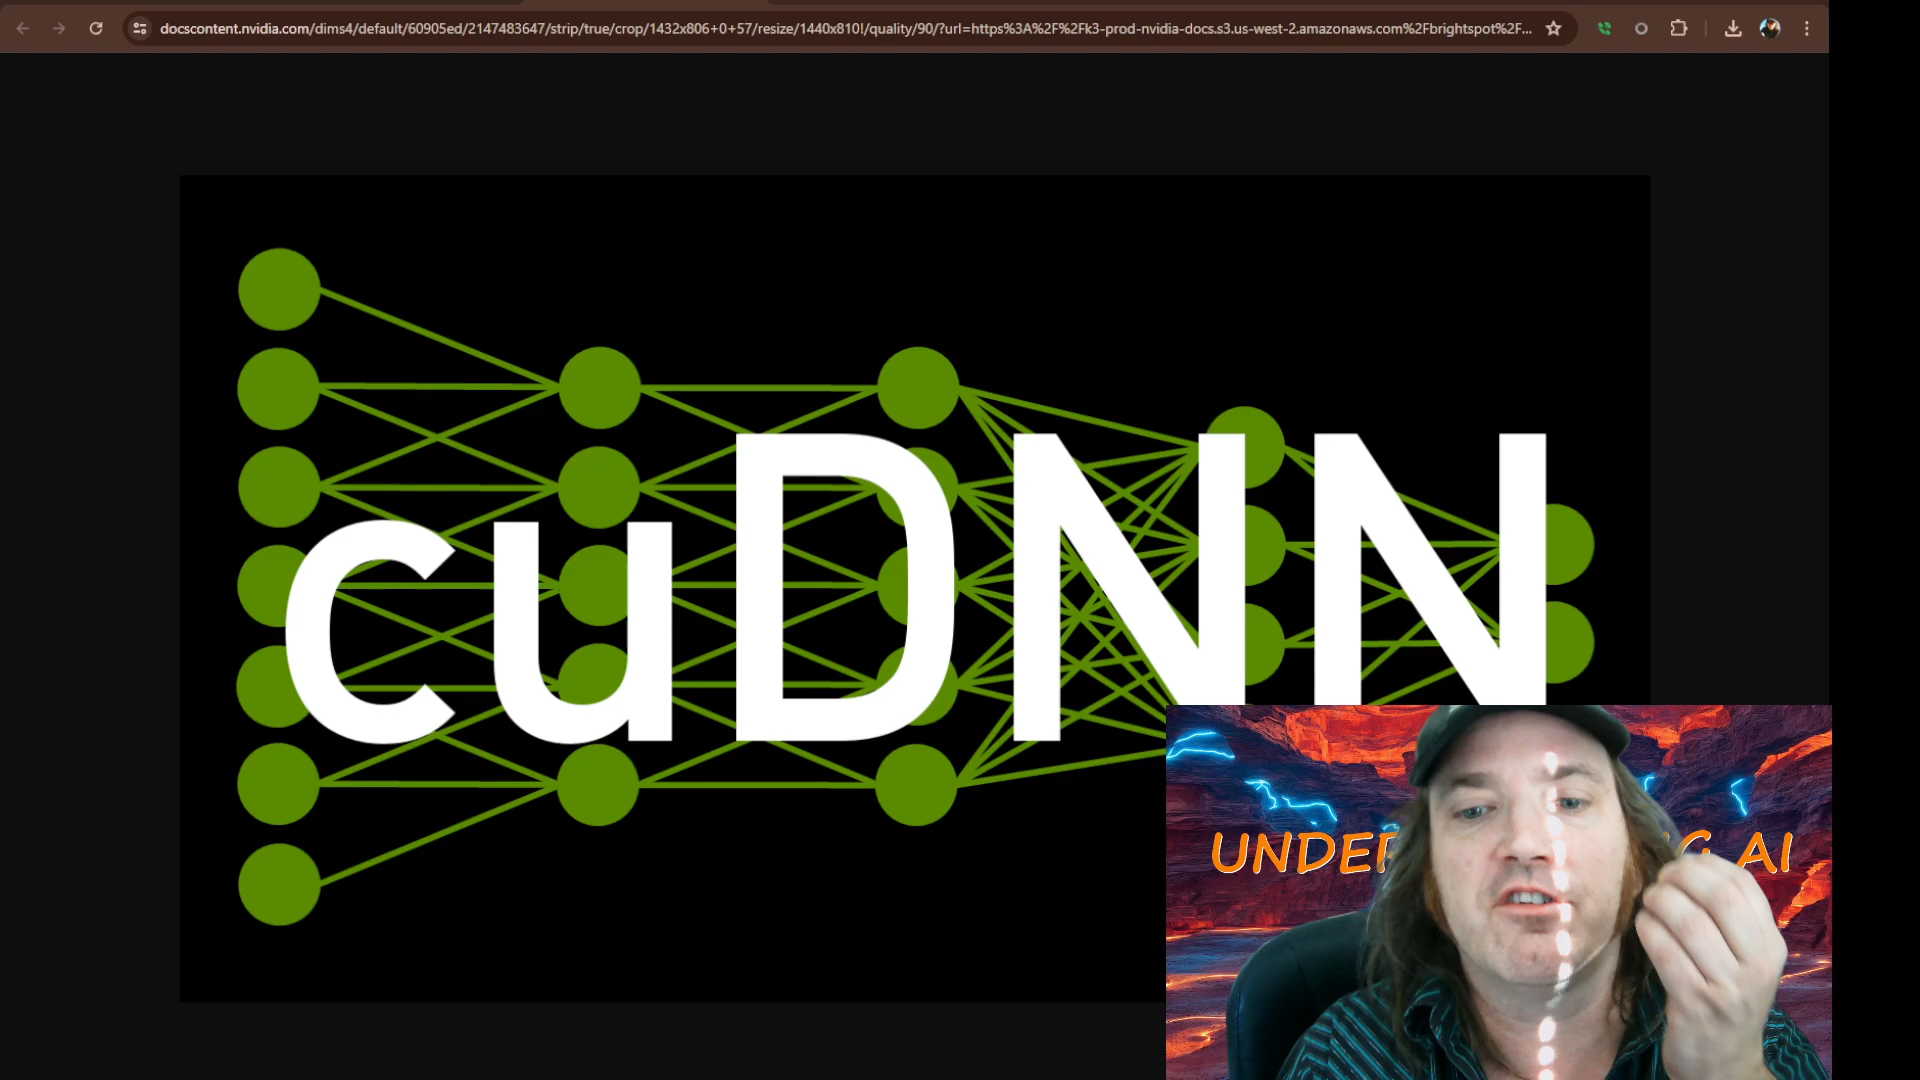 docscontent.nvidia.com/dims4/default/60905ed/2147483647/strip/true/crop/1432x806+0+57/resize/1440x810!/quality/90/?url=https%3A%2F%2Fk3-prod-nvidia-docs.s3.us-west-2.amazonaws.com%2Fbrightspot%2F...
cuDNN
UNDER G AI